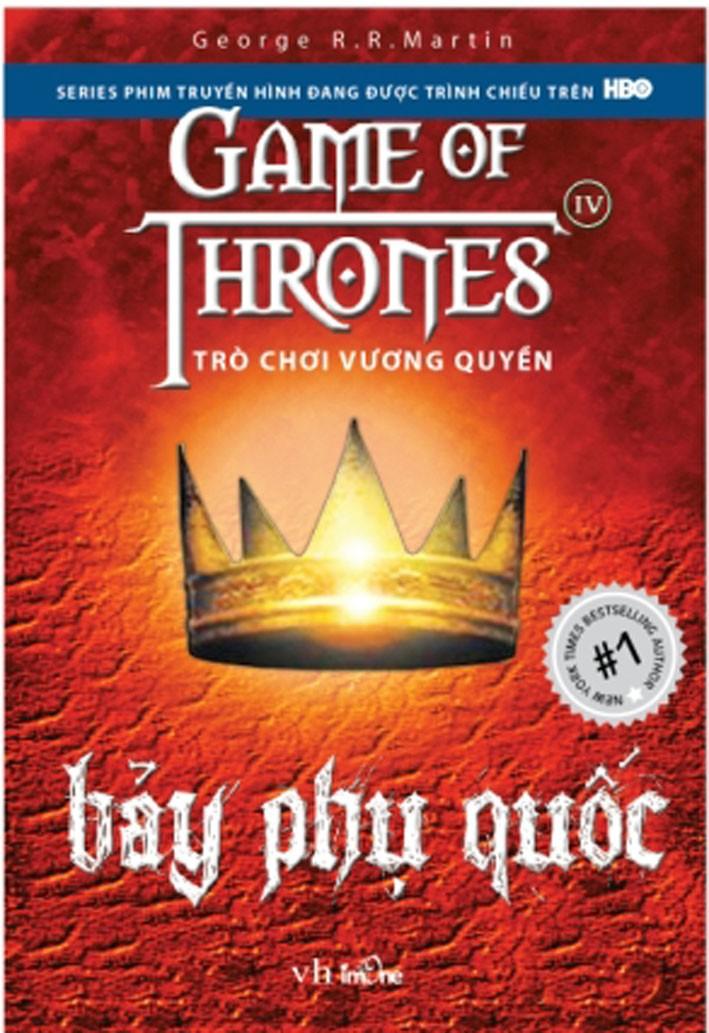 George R.R. Martin
SERIES PHIM TRUYỀN HÌNH ĐANG ĐƯỢC TRÌNH CHIẾU TRÊN HBO
GAME OF
IV
THRONES
TRÒ CHƠI VƯƠNG QUYỀN
NEW YORK TIMES BESTSELLING AUTHOR
#1
bảy phụ quốc
vh imOne